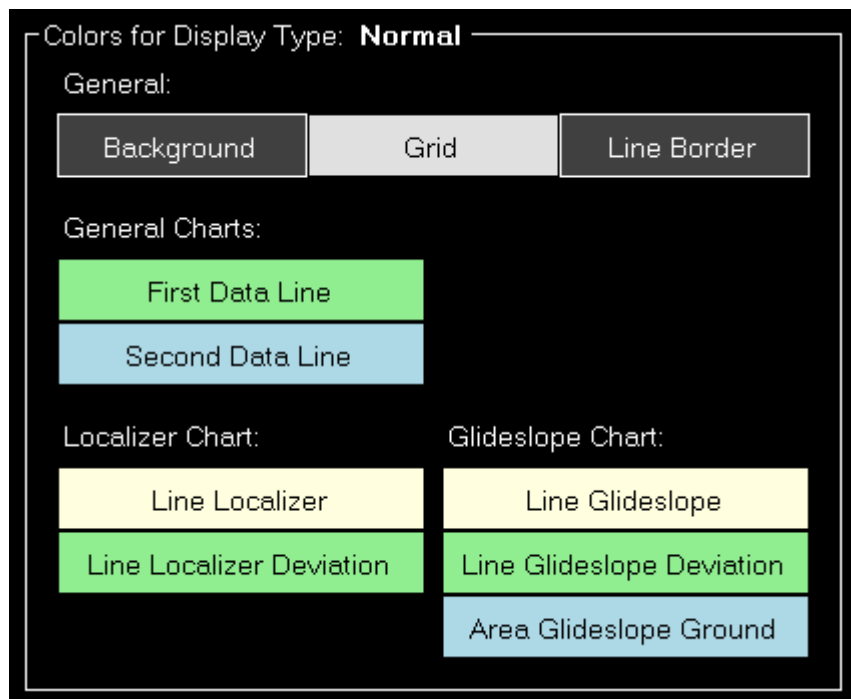 Colors for Display Type: Normal
General:
Background Grid Line Border
General Charts:
First Data Line
Second Data Line
Localizer Chart: Glideslope Chart:
Line Localizer Line Glideslope
Line Localizer Deviation Line Glideslope Deviation
Area Glideslope Ground